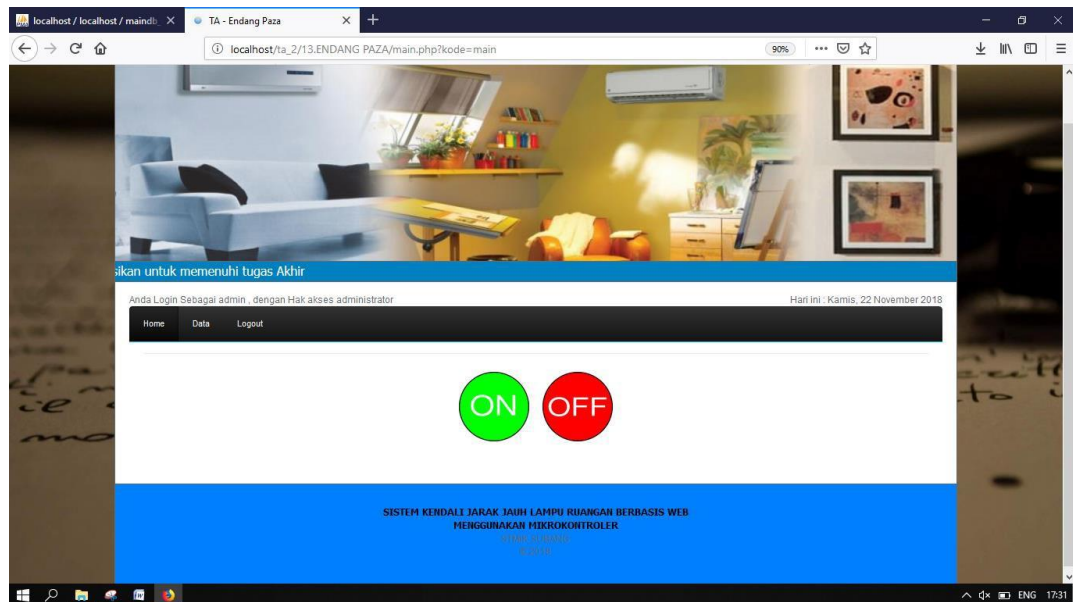 localhost / localhost / maindb_
TA - Endang Paza
localhost/ta_2/13.ENDANG PAZA/main.php?kode=main
90%
sikan untuk memenuhi tugas Akhir
Anda Login Sebagai admin , dengan Hak akses administrator
Hari ini : Kamis, 22 November 2018
Home Data Logout
ON OFF
SISTEM KENDALI JARAK JAUH LAMPU RUANGAN BERBASIS WEB
MENGGUNAKAN MIKROKONTROLER
ENG 17:31